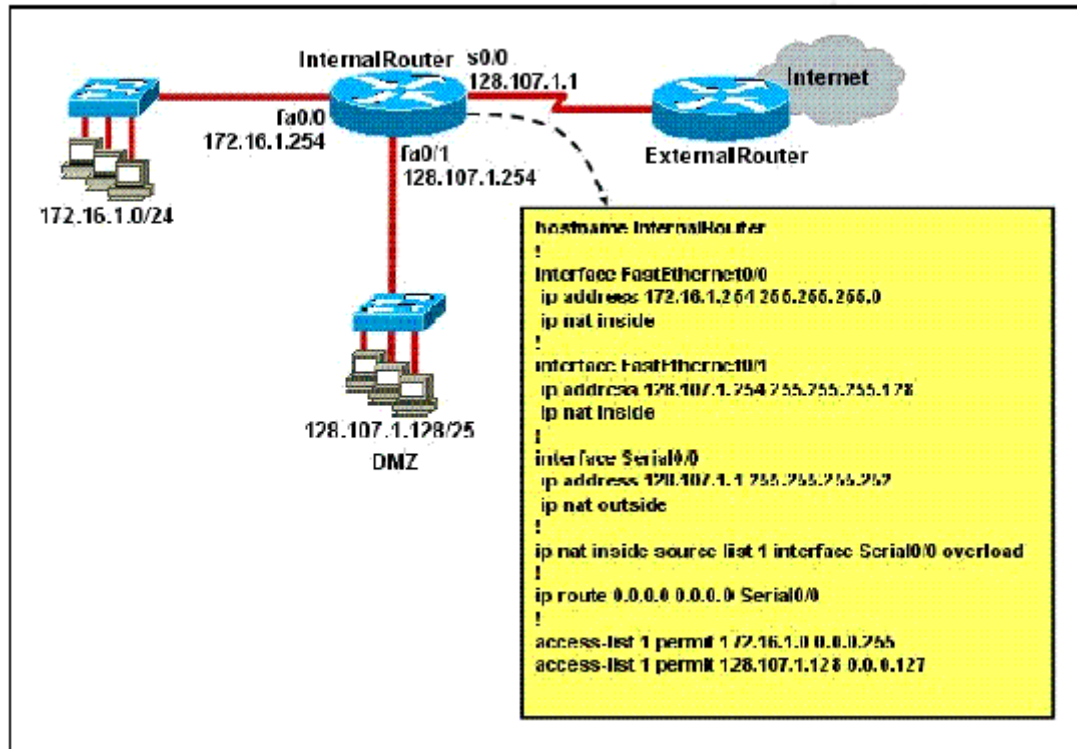 InternalRouter
s0/0
128.107.1.1
Internet
fa0/0
172.16.1.254
fa0/1
128.107.1.254
ExternalRouter
172.16.1.0/24
128.107.1.128/25
DMZ
hostname InternalRouter
!
interface FastEthernet0/0
ip address 172.16.1.254 255.255.255.0
ip nat inside
!
interface FastEthernet0/1
ip address 128.107.1.254 255.255.255.128
ip nat inside
!
interface Serial0/0
ip address 128.107.1.1 255.255.255.252
ip nat outside
!
ip nat inside source list 1 interface Serial0/0 overload
!
ip route 0.0.0.0 0.0.0.0 Serial0/0
!
access-list 1 permit 172.16.1.0 0.0.0.255
access-list 1 permit 128.107.1.128 0.0.0.127